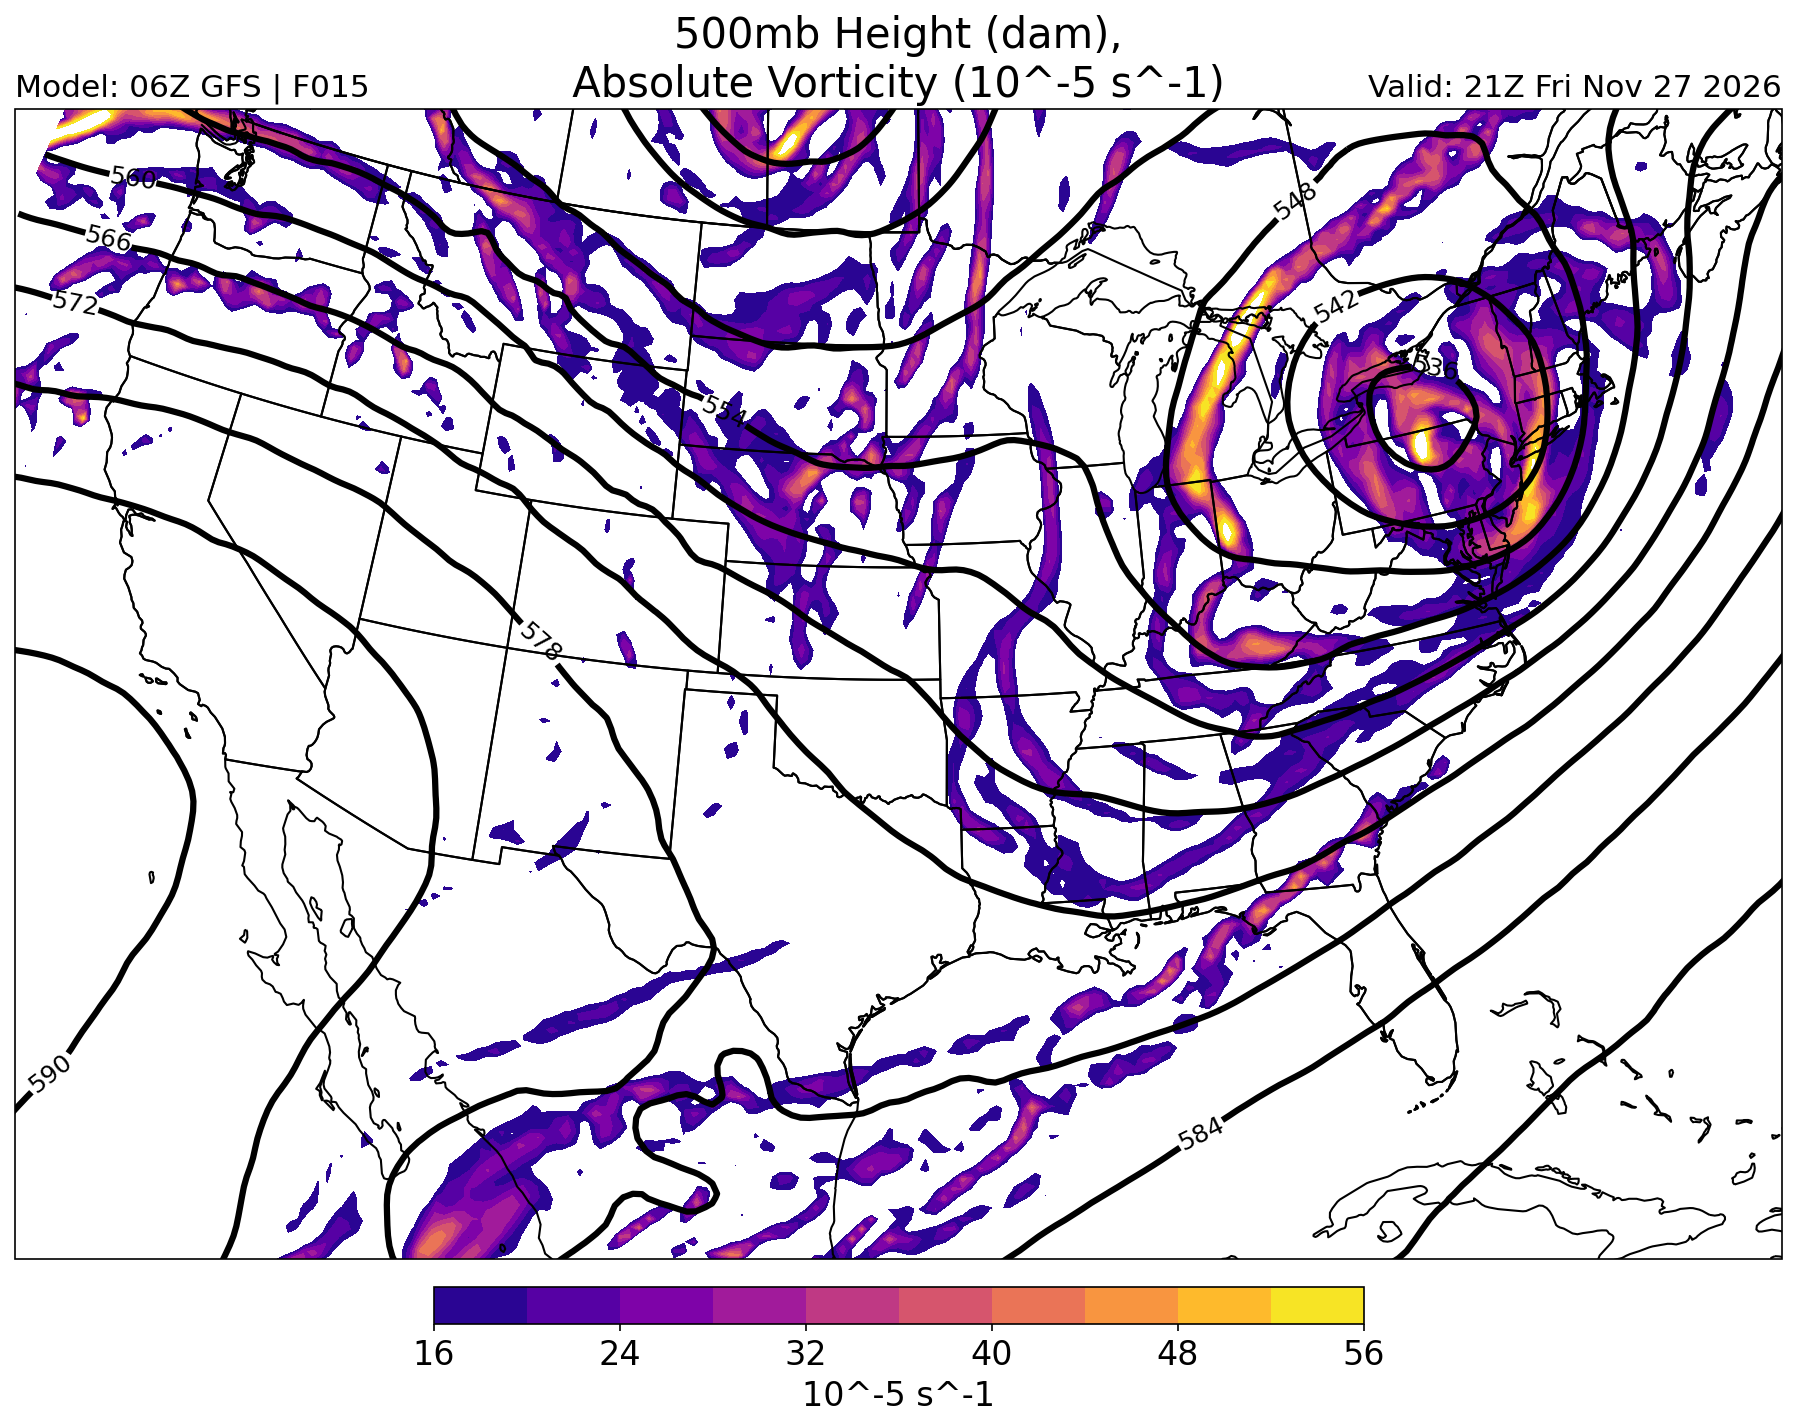 500mb Height (dam),
Model: 06Z GFS | F015
Absolute Vorticity (10^-5 s^-1)
Valid: 21Z Fri Nov 27 2026
560
566
572
548
542
536
554
578
590
584
16 24 32 40 48 56
10^-5 s^-1